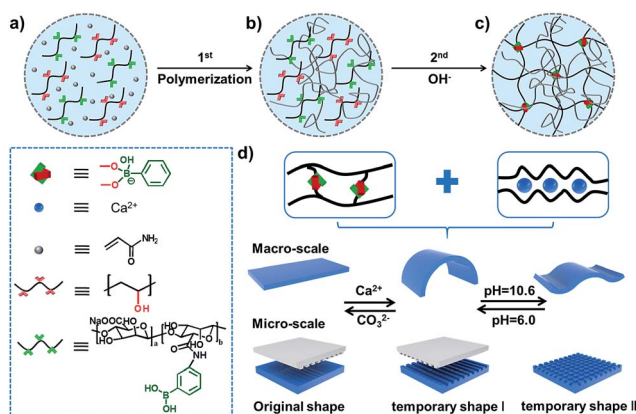 a)
b)
c)
1st
Polymerization
2nd
OH-
OH
O
B
O
⊖
≡
Ca2+
≡
≡
NH2
O
≡
OH
≡
NaOOC
OH
HO
O
a
b
HO
B
HO
NH
d)
Macro-scale
Ca2+
CO32-
pH=10.6
pH=6.0
Micro-scale
Original shape
temporary shape I
temporary shape II